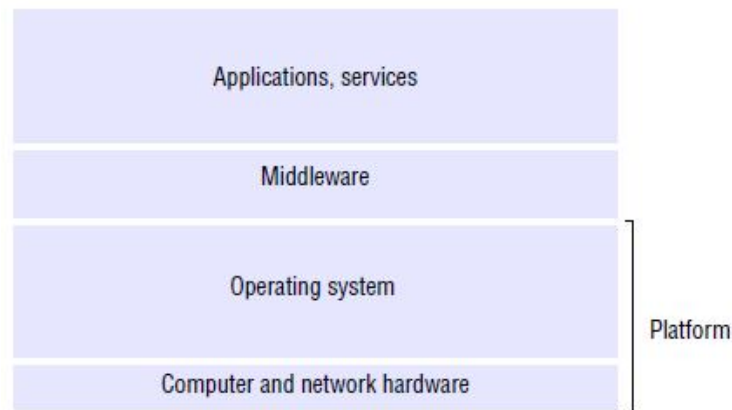 Applications, services
Middleware
Operating system
Platform
Computer and network hardware